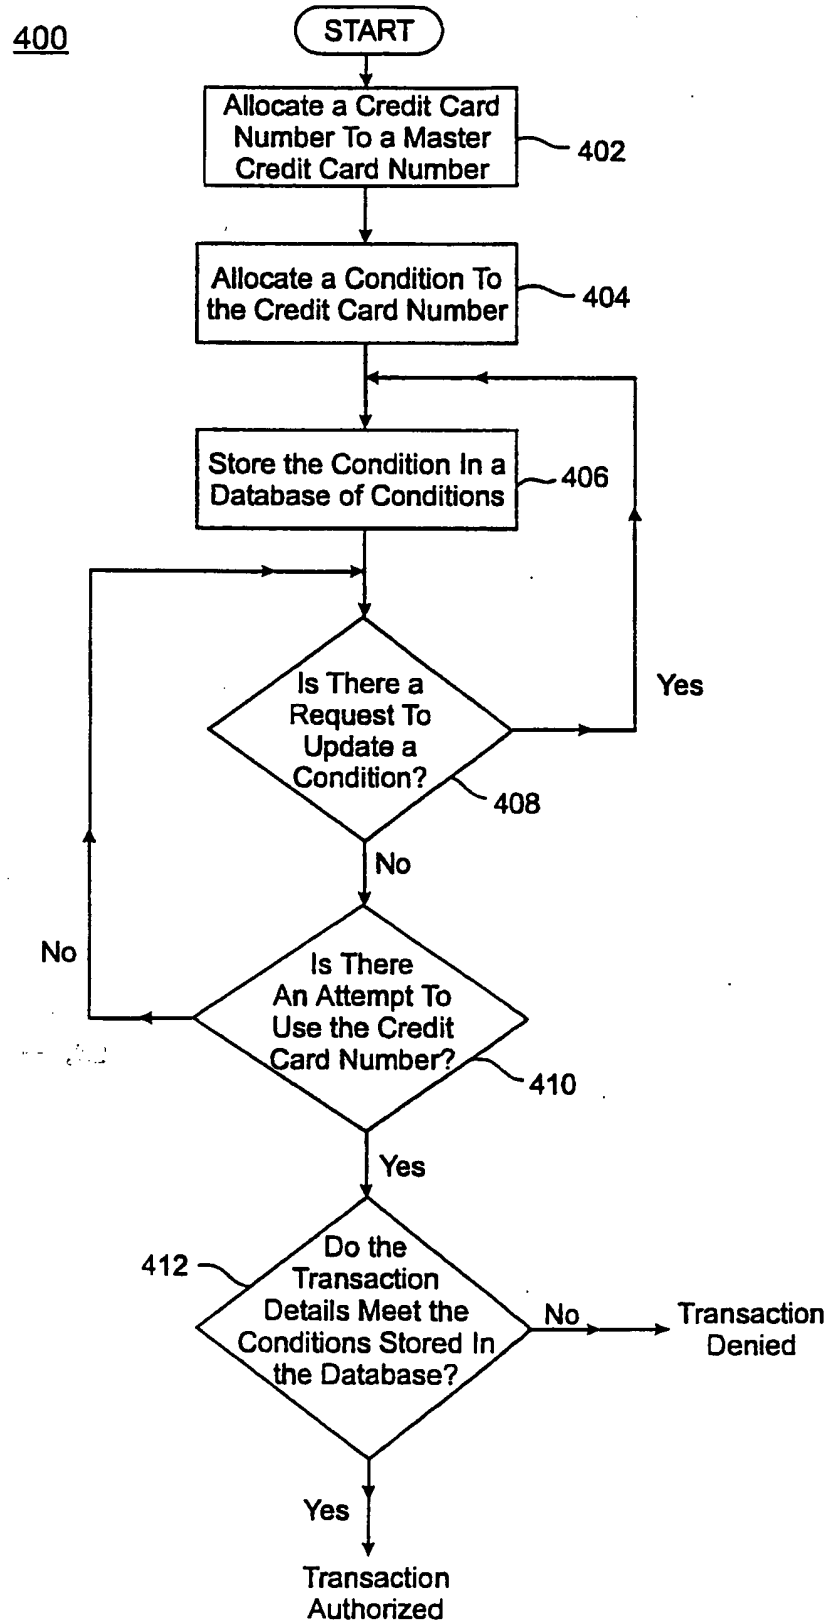 400
START
Allocate a Credit Card
Number To a Master
Credit Card Number
402
Allocate a Condition To
the Credit Card Number
404
Store the Condition In a
Database of Conditions
406
Is There a
Request To
Update a
Condition?
Yes
408
No
No
Is There
An Attempt To
Use the Credit
Card Number?
410
Yes
412
Do the
Transaction
Details Meet the
Conditions Stored In
the Database?
No
Transaction
Denied
Yes
Transaction
Authorized